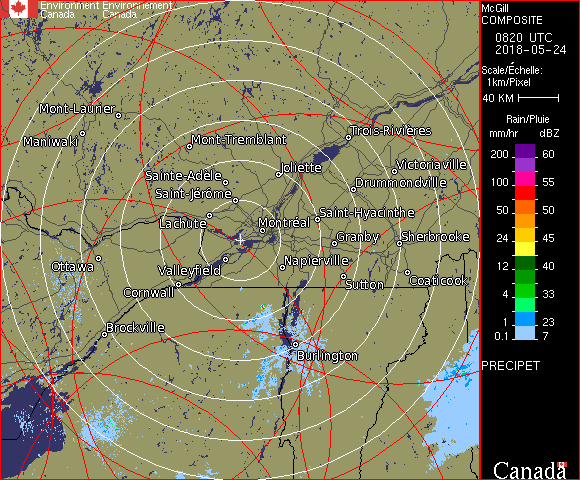 Environment Environnement
Canada Canada
McGill
COMPOSITE
0820 UTC
2018-05-24
Scale/Échelle:
1km/Pixel
40 KM
Rain/Pluie
mm/hr dBZ
200 60
150 57
100 55
50 50
24 45
12 40
4 33
1 23
0.1 7
PRECIPET
Canada
Mont-Laurier
Maniwaki
Mont-Tremblant
Trois-Rivières
Joliette
Victoriaville
Sainte-Adèle
Drummondville
Saint-Jérôme
Lachute
Saint-Hyacinthe
Montréal
Granby
Sherbrooke
Ottawa
Valleyfield
Napierville
Cornwall
Sutton
Coaticook
Brockville
Burlington